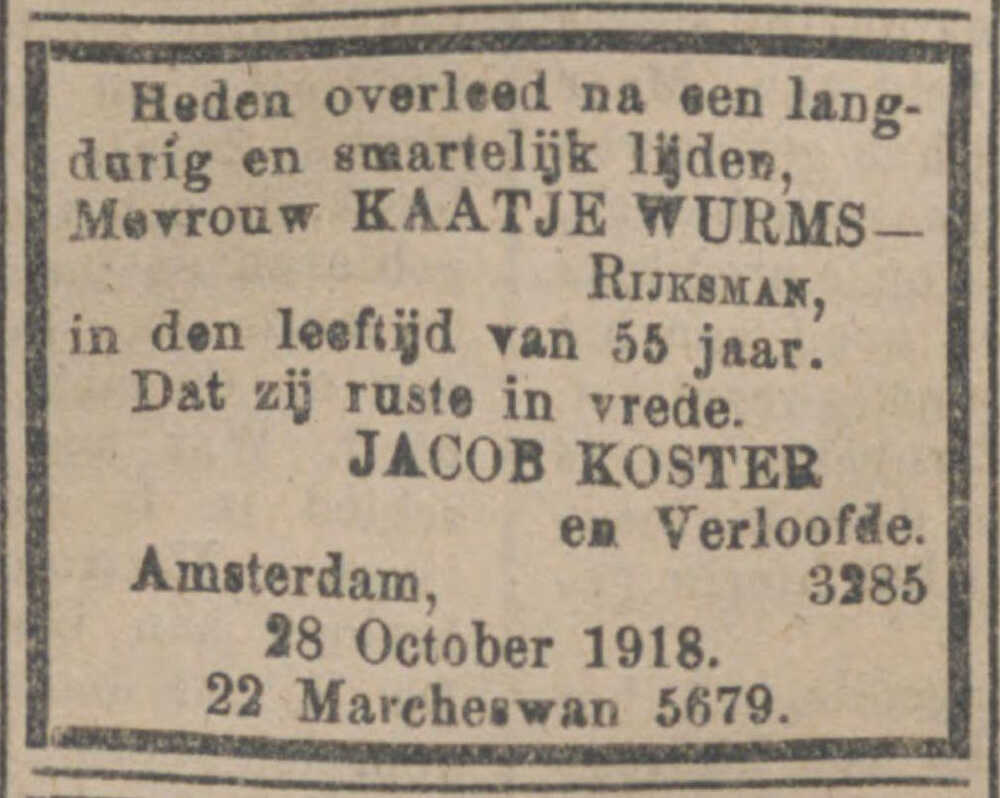 Heden overleed na een lang-
durig en smartelijk lijden,
Mevrouw KAATJE WURMS—
RIJKSMAN,
in den leeftijd van 55 jaar.
Dat zij ruste in vrede.
JACOB KOSTER
en Verloofde.
Amsterdam, 3285
28 October 1918.
22 Marcheswan 5679.